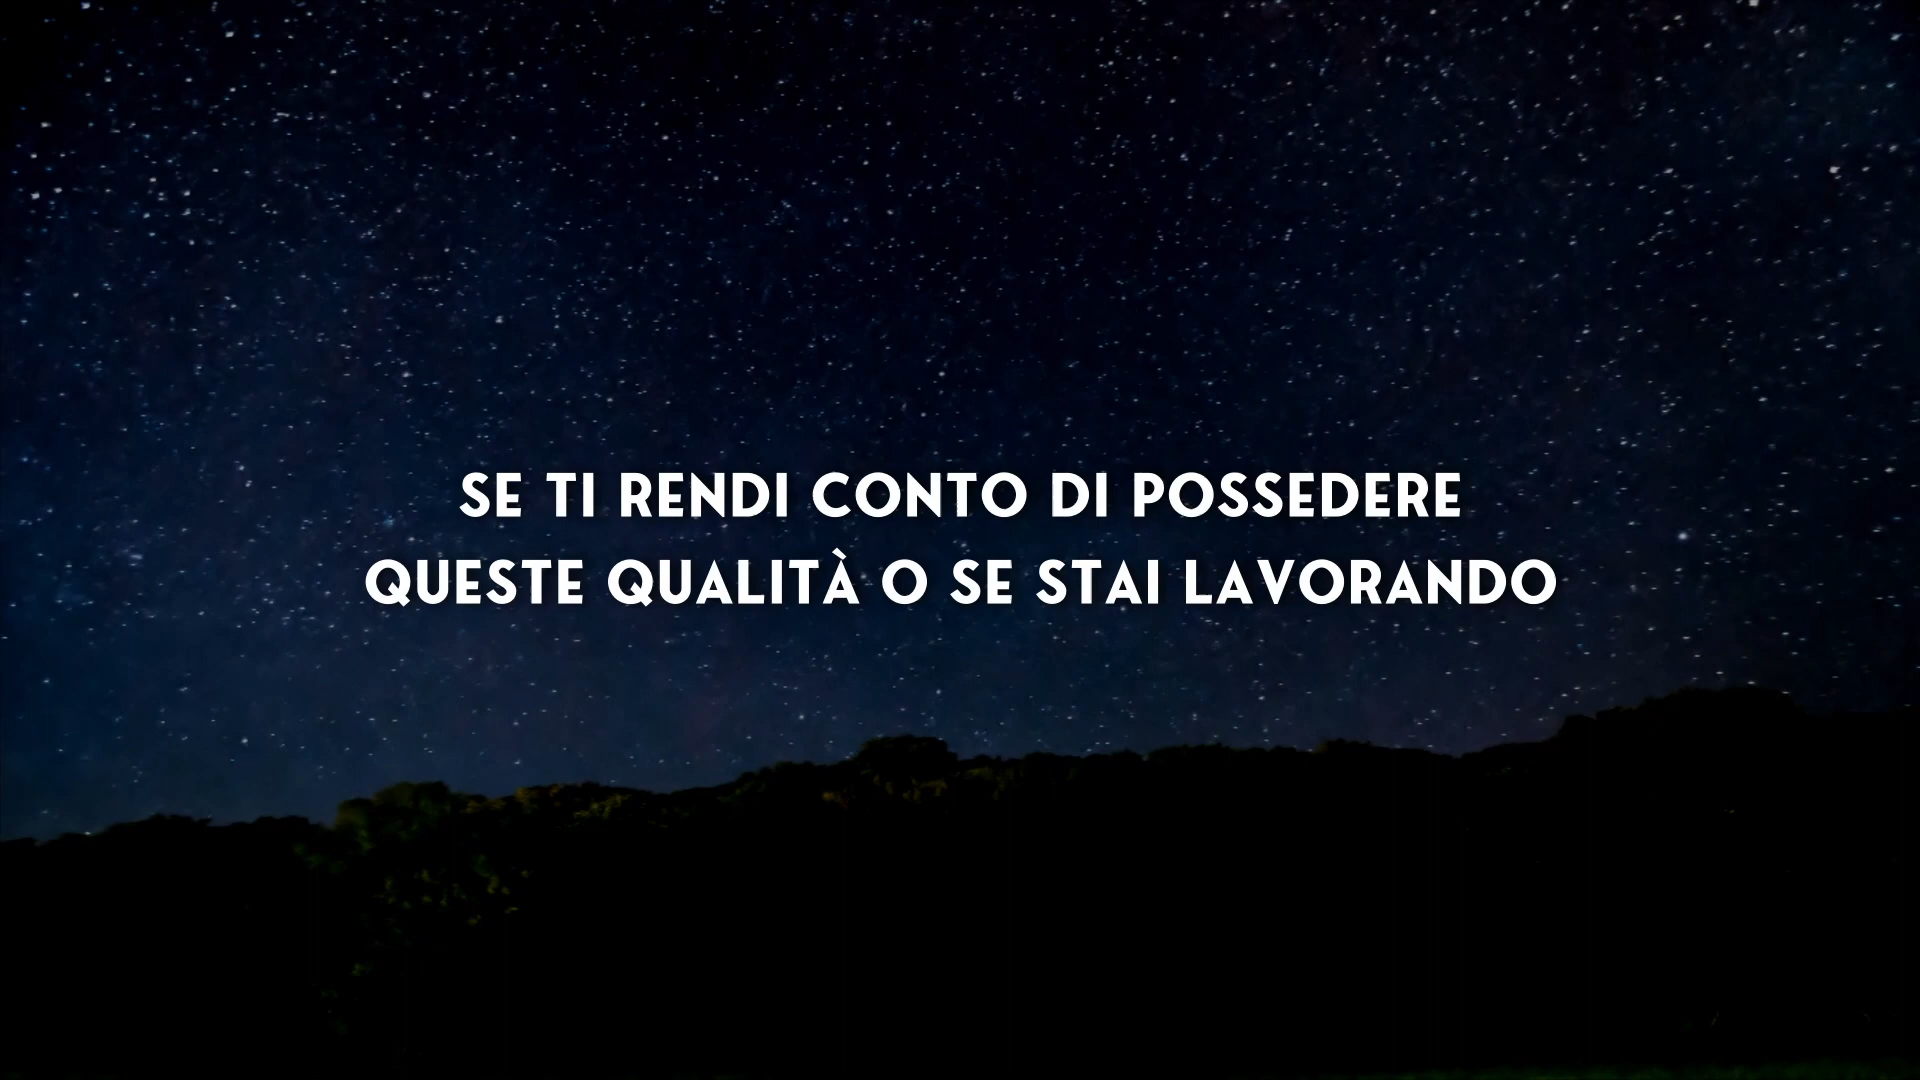 SE TI RENDI CONTO DI POSSEDERE
QUESTE QUALITÀ O SE STAI LAVORANDO